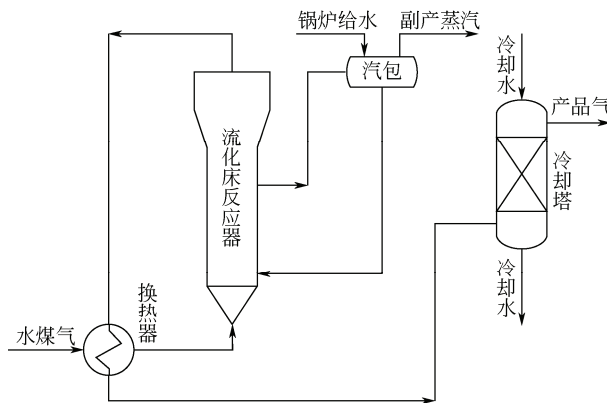 锅炉给水
副产蒸汽
汽包
冷却水
产品气
流化床反应器
冷却塔
换热器
水煤气
冷却水